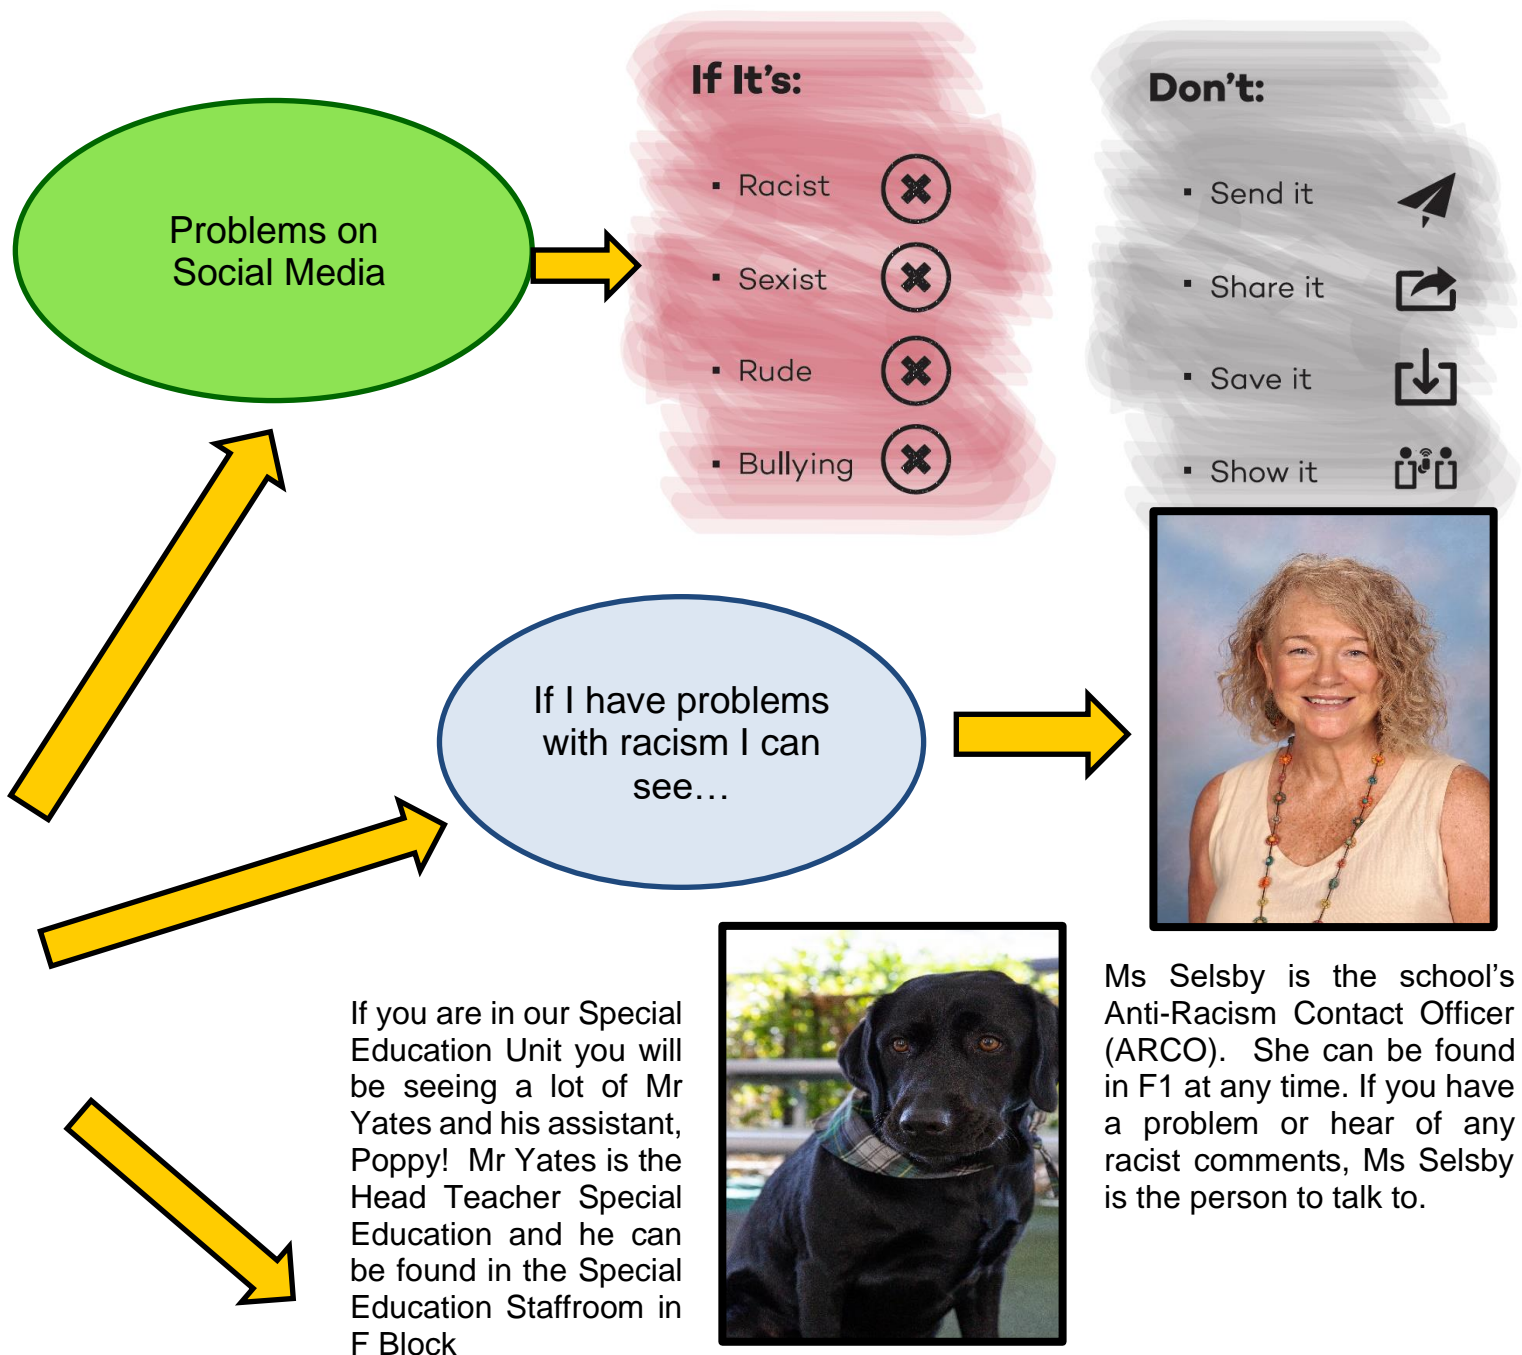 If It's:
▪ Racist
▪ Sexist
▪ Rude
▪ Bullying
Don't:
▪ Send it
▪ Share it
▪ Save it
▪ Show it
Problems on
Social Media
If I have problems
with racism I can
see…
Ms Selsby is the school's
Anti-Racism Contact Officer
(ARCO). She can be found
in F1 at any time. If you have
a problem or hear of any
racist comments, Ms Selsby
is the person to talk to.
If you are in our Special
Education Unit you will
be seeing a lot of Mr
Yates and his assistant,
Poppy! Mr Yates is the
Head Teacher Special
Education and he can
be found in the Special
Education Staffroom in
F Block